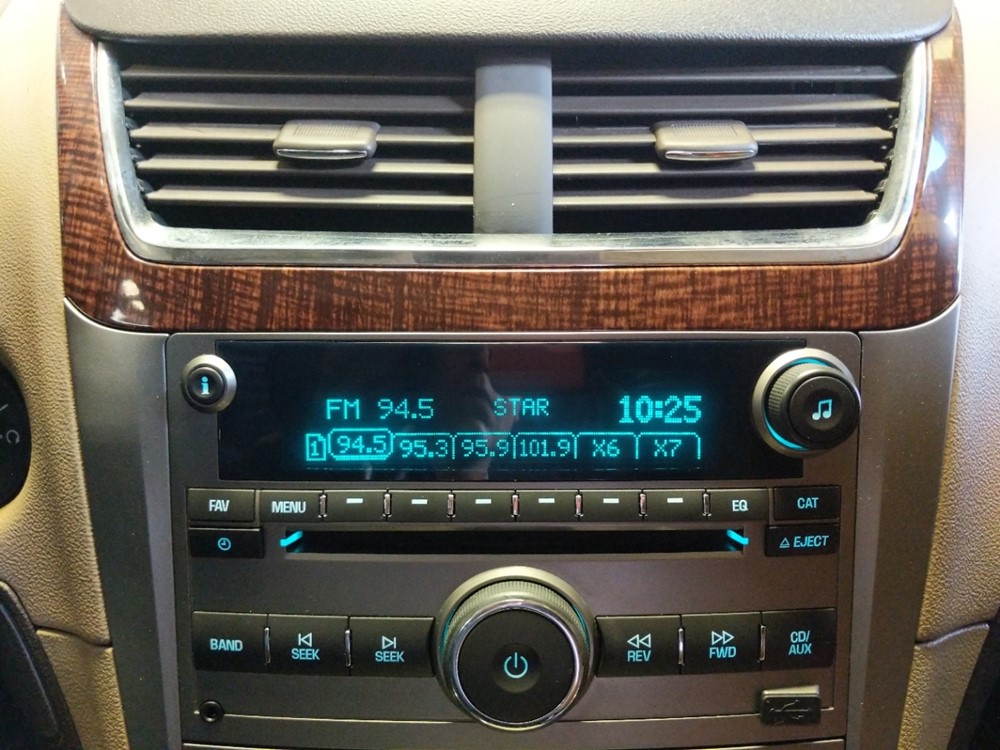 FM 94.5 STAR 10:25
1 94.5 95.3 95.9 101.9 X6 X7
FAV MENU EQ CAT
EJECT
BAND SEEK SEEK REV FWD CD/
AUX